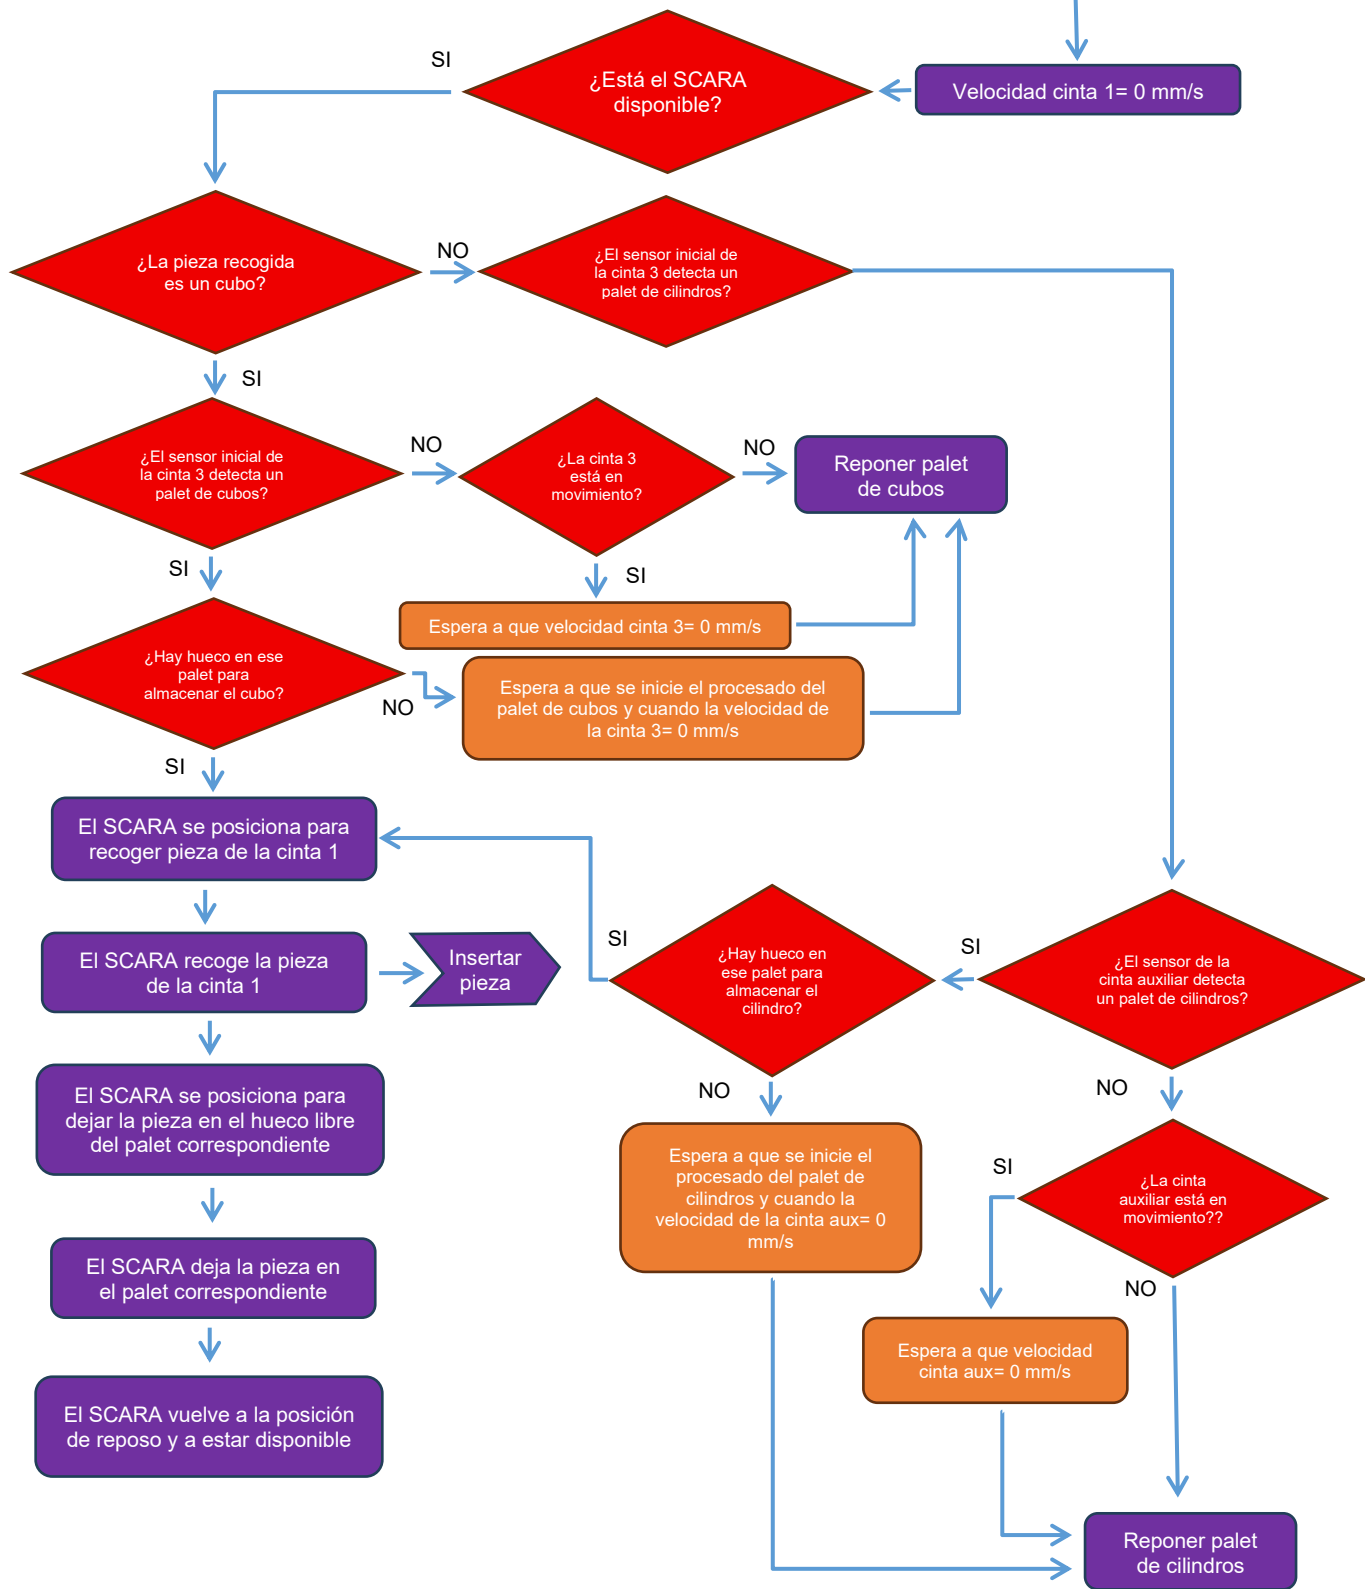 SI
¿Está el SCARA
disponible?
Velocidad cinta 1= 0 mm/s
¿La pieza recogida
es un cubo?
NO
¿El sensor inicial de
la cinta 3 detecta un
palet de cilindros?
SI
¿El sensor inicial de
la cinta 3 detecta un
palet de cubos?
NO
¿La cinta 3
está en
movimiento?
NO
Reponer palet
de cubos
SI
SI
Espera a que velocidad cinta 3= 0 mm/s
¿Hay hueco en ese
palet para
almacenar el cubo?
NO
Espera a que se inicie el procesado del
palet de cubos y cuando la velocidad de
la cinta 3= 0 mm/s
SI
El SCARA se posiciona para
recoger pieza de la cinta 1
El SCARA recoge la pieza
de la cinta 1
Insertar
pieza
SI
¿Hay hueco en
ese palet para
almacenar el
cilindro?
SI
¿El sensor de la
cinta auxiliar detecta
un palet de cilindros?
El SCARA se posiciona para
dejar la pieza en el hueco libre
del palet correspondiente
NO
NO
Espera a que se inicie el
procesado del palet de
cilindros y cuando la
velocidad de la cinta aux= 0
mm/s
SI
¿La cinta
auxiliar está en
movimiento??
El SCARA deja la pieza en
el palet correspondiente
NO
Espera a que velocidad
cinta aux= 0 mm/s
El SCARA vuelve a la posición
de reposo y a estar disponible
Reponer palet
de cilindros